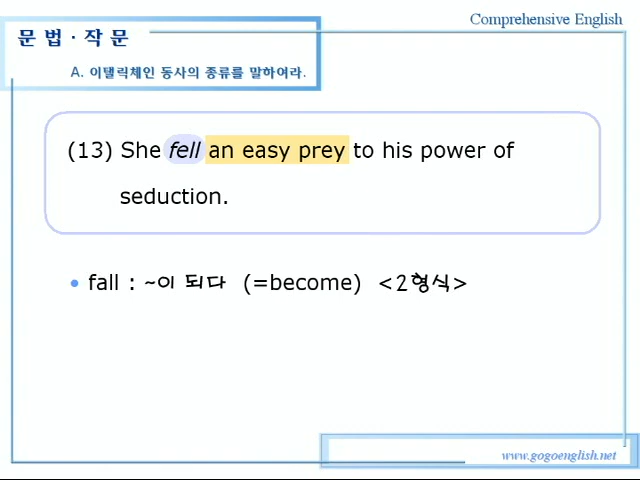 Comprehensive English
문 법 · 작 문
A. 이탤릭체인 동사의 종류를 말하여라.
(13) She fell an easy prey to his power of
seduction.
• fall : ~이 되다 (=become) <2형식>
www.gogoenglish.net